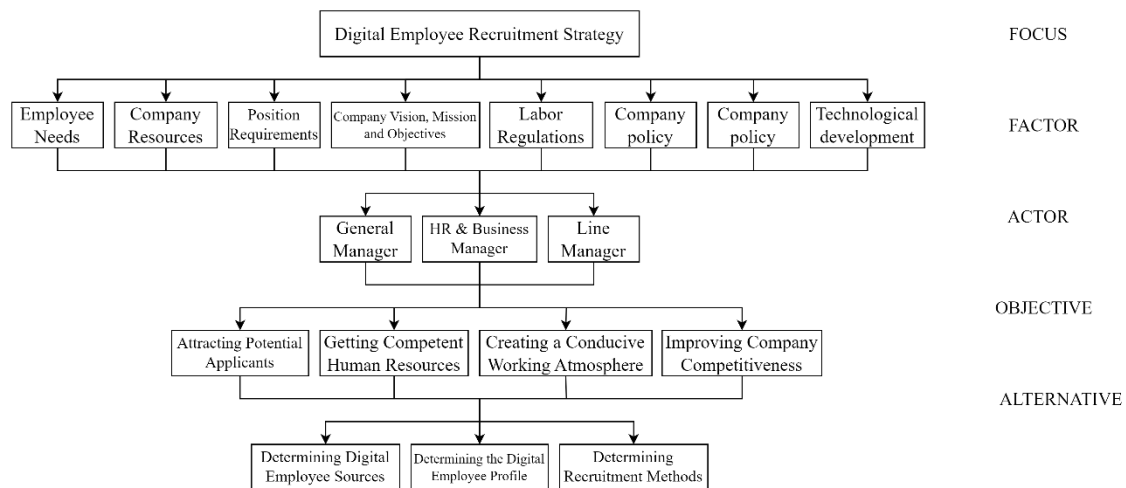 Digital Employee Recruitment Strategy
FOCUS
Employee
Needs
Company
Resources
Position
Requirements
Company Vision, Mission
and Objectives
Labor
Regulations
Company
policy
Company
policy
Technological
development
FACTOR
General
Manager
HR & Business
Manager
Line
Manager
ACTOR
OBJECTIVE
Attracting Potential
Applicants
Getting Competent
Human Resources
Creating a Conducive
Working Atmosphere
Improving Company
Competitiveness
ALTERNATIVE
Determining Digital
Employee Sources
Determining the Digital
Employee Profile
Determining
Recruitment Methods